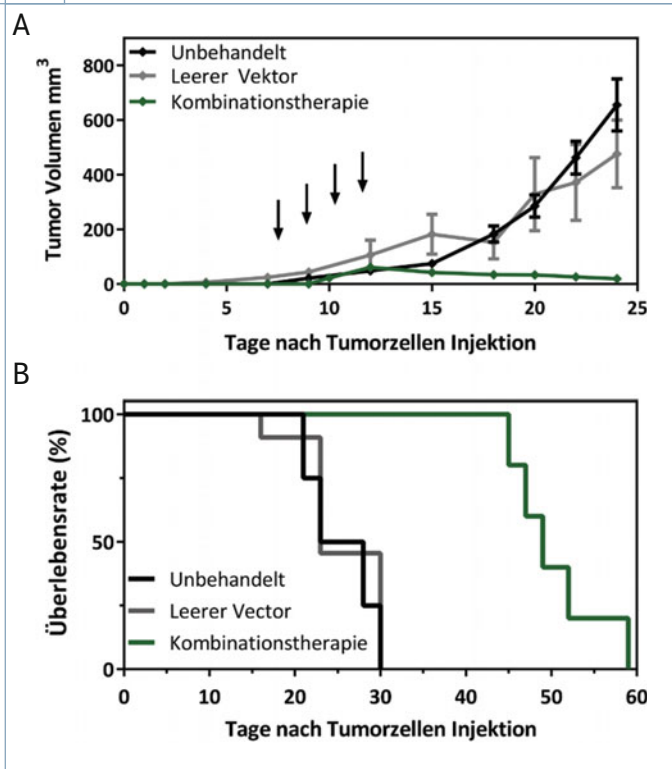 A
Unbehandelt
Leerer Vektor
Kombinationstherapie
Tumor Volumen mm³
800
600
400
200
0
0 5 10 15 20 25
Tage nach Tumorzellen Injektion
B
Überlebensrate (%)
100
50
0
Unbehandelt
Leerer Vector
Kombinationstherapie
0 10 20 30 40 50 60
Tage nach Tumorzellen Injektion